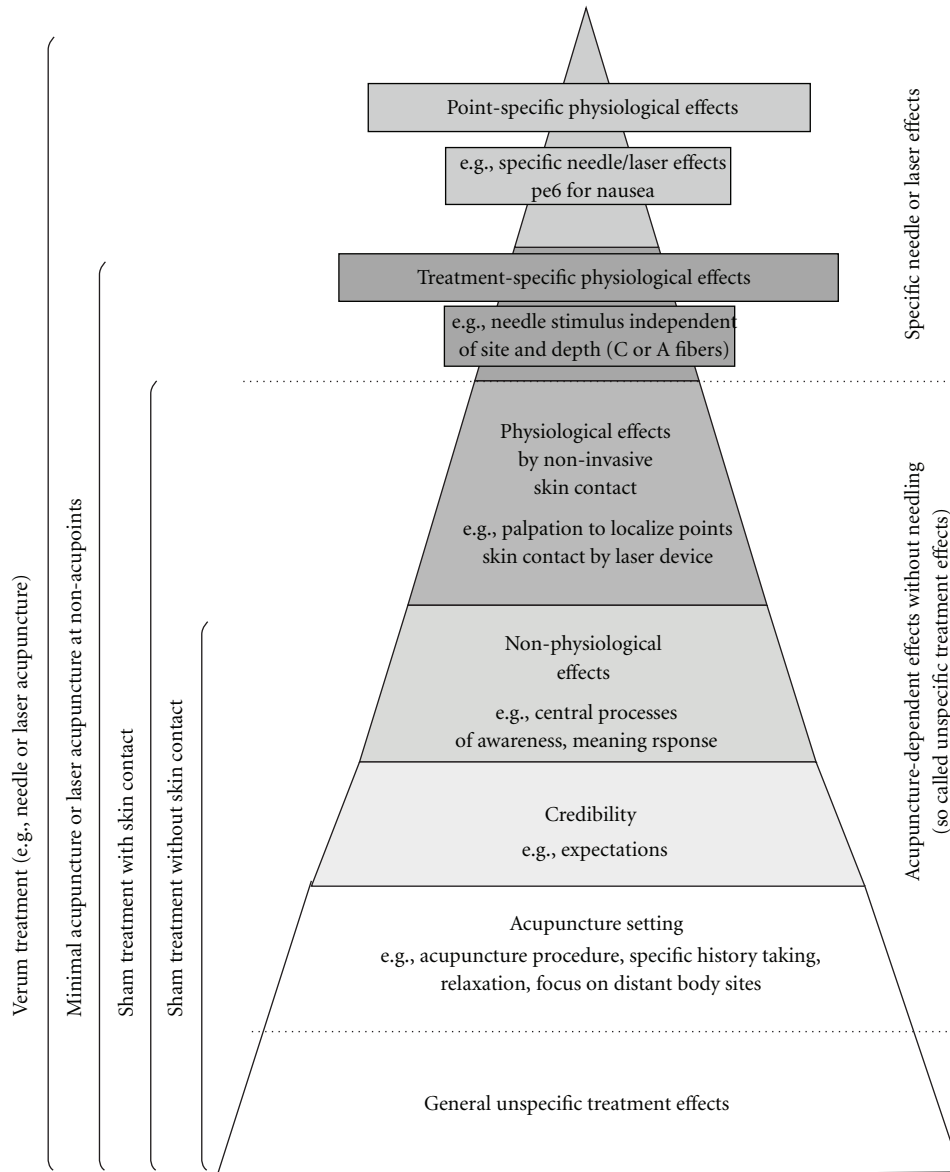 Point-specific physiological effects
e.g., specific needle/laser effects
pe6 for nausea
Treatment-specific physiological effects
e.g., needle stimulus independent
of site and depth (C or A fibers)
Physiological effects
by non-invasive
skin contact
e.g., palpation to localize points
skin contact by laser device
Non-physiological
effects
e.g., central processes
of awareness, meaning rsponse
Credibility
e.g., expectations
Acupuncture setting
e.g., acupuncture procedure, specific history taking,
relaxation, focus on distant body sites
General unspecific treatment effects
Verum treatment (e.g., needle or laser acupuncture)
Minimal acupuncture or laser acupuncture at non-acupoints
Sham treatment with skin contact
Sham treatment without skin contact
Specific needle or laser effects
Acupuncture-dependent effects without needling
(so called unspecific treatment effects)